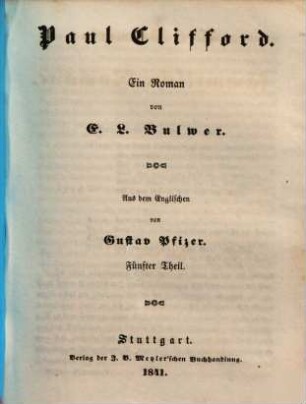 Paul Clifford.
Ein Roman
von
E. L. Bulwer.
Aus dem Englischen
von
Gustav Pfizer.
Fünfter Theil.
Stuttgart.
Verlag der J. B. Metzler'schen Buchhandlung.
1841.